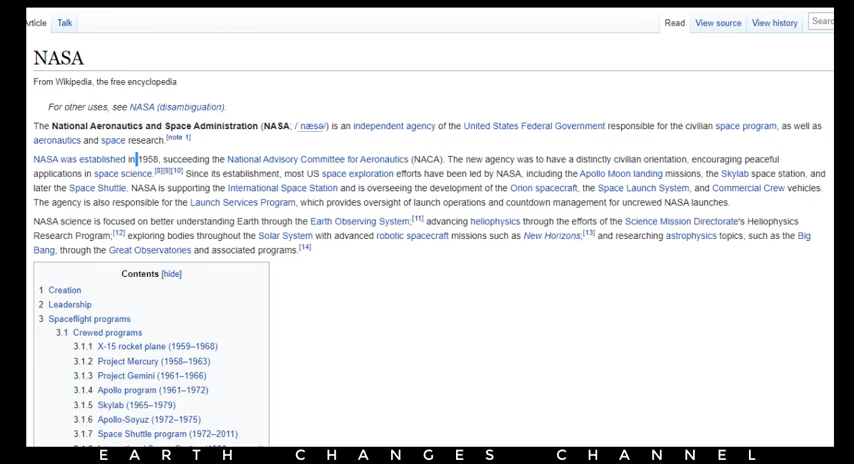 Article Talk Read View source View history Searc
NASA
From Wikipedia, the free encyclopedia
For other uses, see NASA (disambiguation).
The National Aeronautics and Space Administration (NASA; /ˈnæsə/) is an independent agency of the United States Federal Government responsible for the civilian space program, as well as
aeronautics and space research.[note 1]
NASA was established in 1958, succeeding the National Advisory Committee for Aeronautics (NACA). The new agency was to have a distinctly civilian orientation, encouraging peaceful
applications in space science.[8][9][10] Since its establishment, most US space exploration efforts have been led by NASA, including the Apollo Moon landing missions, the Skylab space station, and
later the Space Shuttle. NASA is supporting the International Space Station and is overseeing the development of the Orion spacecraft, the Space Launch System, and Commercial Crew vehicles.
The agency is also responsible for the Launch Services Program, which provides oversight of launch operations and countdown management for uncrewed NASA launches.
NASA science is focused on better understanding Earth through the Earth Observing System;[11] advancing heliophysics through the efforts of the Science Mission Directorate's Heliophysics
Research Program;[12] exploring bodies throughout the Solar System with advanced robotic spacecraft missions such as New Horizons;[13] and researching astrophysics topics, such as the Big
Bang, through the Great Observatories and associated programs.[14]
Contents [hide]
1 Creation
2 Leadership
3 Spaceflight programs
3.1 Crewed programs
3.1.1 X-15 rocket plane (1959–1968)
3.1.2 Project Mercury (1958–1963)
3.1.3 Project Gemini (1961–1966)
3.1.4 Apollo program (1961–1972)
3.1.5 Skylab (1965–1979)
3.1.6 Apollo-Soyuz (1972–1975)
3.1.7 Space Shuttle program (1972–2011)
EARTH CHANGES CHANNEL